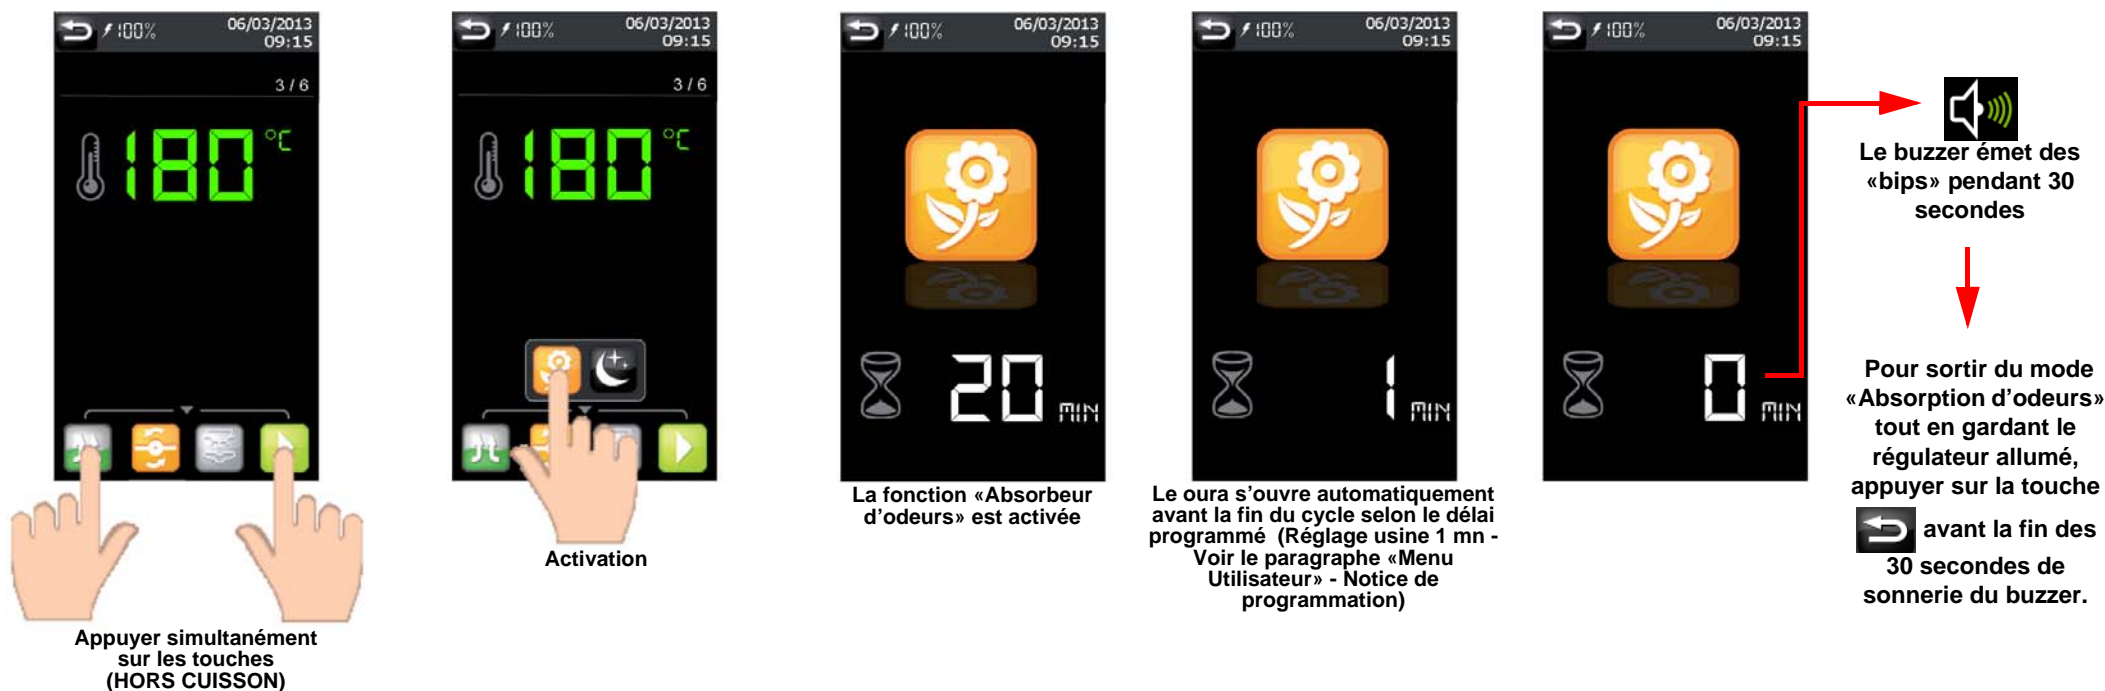 100% 06/03/2013
09:15
3 / 6
180 °C
Appuyer simultanément
sur les touches
(HORS CUISSON)
100% 06/03/2013
09:15
3 / 6
180 °C
Activation
100% 06/03/2013
09:15
20 MIN
La fonction «Absorbeur
d’odeurs» est activée
100% 06/03/2013
09:15
1 MIN
Le oura s’ouvre automatiquement
avant la fin du cycle selon le délai
programmé (Réglage usine 1 mn -
Voir le paragraphe «Menu
Utilisateur» - Notice de
programmation)
100% 06/03/2013
09:15
0 MIN
Le buzzer émet des
«bips» pendant 30
secondes
Pour sortir du mode
«Absorption d’odeurs»
tout en gardant le
régulateur allumé,
appuyer sur la touche
avant la fin des
30 secondes de
sonnerie du buzzer.